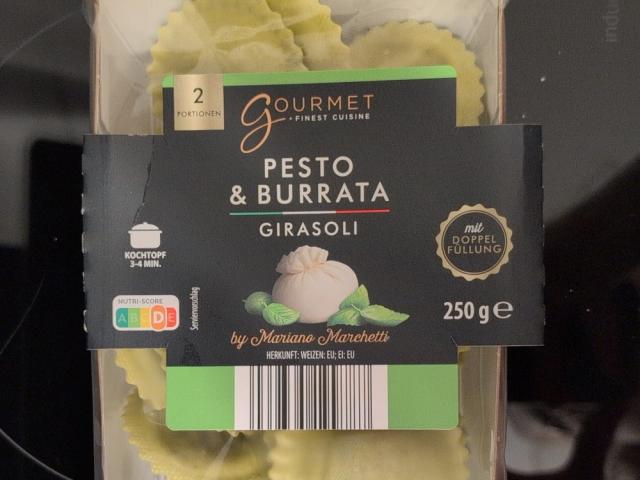 2
PORTIONEN
GOURMET
FINEST CUISINE
PESTO
& BURRATA
GIRASOLI
mit
DOPPEL
FÜLLUNG
KOCHTOPF
3-4 MIN.
NUTRI-SCORE
A B C D E
Serviervorschlag
250 g e
by Mariano Marchetti
HERKUNFT: WEIZEN: EU; EI: EU